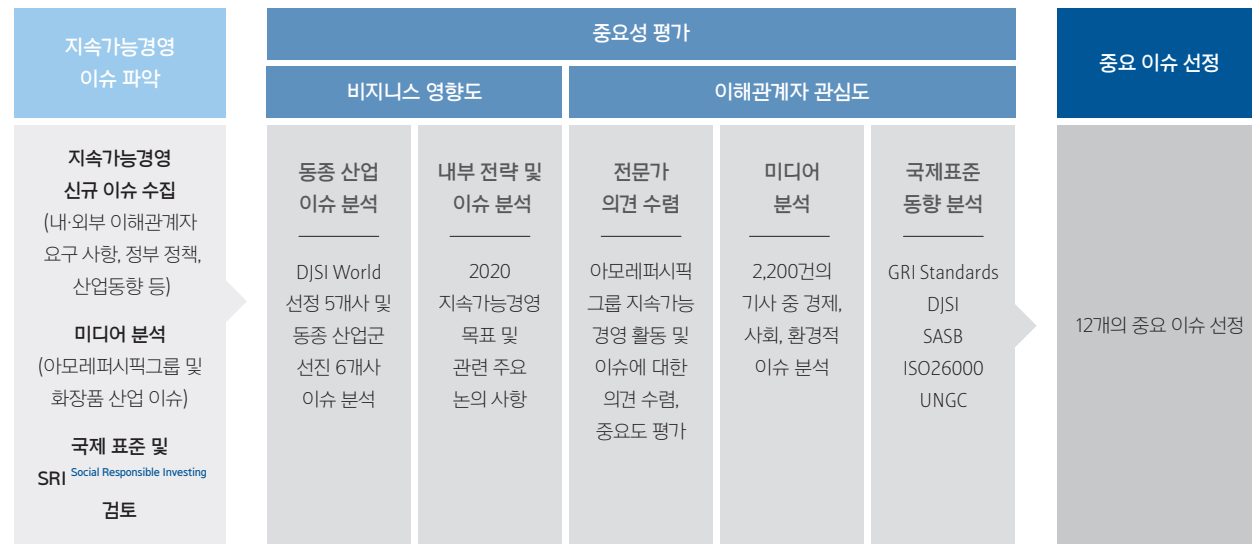 지속가능경영
이슈 파악
지속가능경영
신규 이슈 수집
(내·외부 이해관계자
요구 사항, 정부 정책,
산업동향 등)
미디어 분석
(아모레퍼시픽그룹 및
화장품 산업 이슈)
국제 표준 및
SRI Social Responsible Investing
검토
중요성 평가
비지니스 영향도
이해관계자 관심도
동종 산업
이슈 분석
DJSI World
선정 5개사 및
동종 산업군
선진 6개사
이슈 분석
내부 전략 및
이슈 분석
2020
지속가능경영
목표 및
관련 주요
논의 사항
전문가
의견 수렴
아모레퍼시픽
그룹 지속가능
경영 활동 및
이슈에 대한
의견 수렴,
중요도 평가
미디어
분석
2,200건의
기사 중 경제,
사회, 환경적
이슈 분석
국제표준
동향 분석
GRI Standards
DJSI
SASB
ISO26000
UNGC
중요 이슈 선정
12개의 중요 이슈 선정